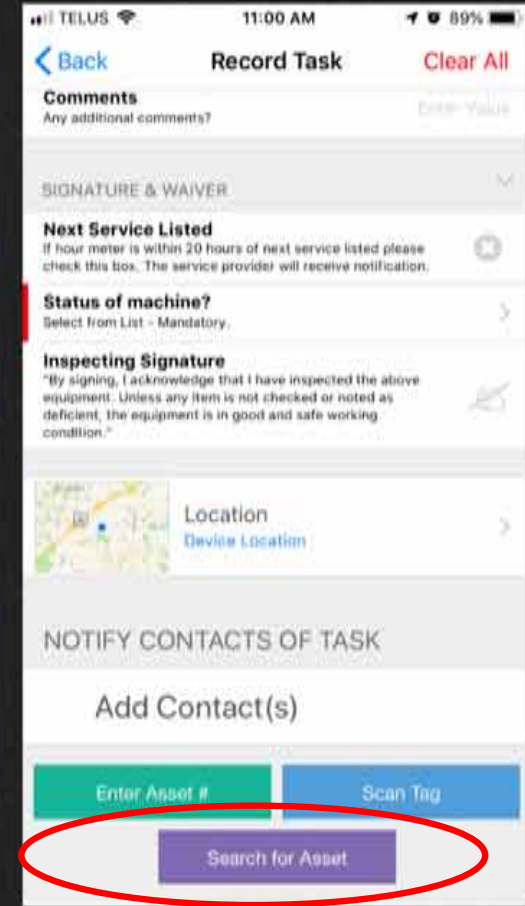 TELUS 11:00 AM 89%
Back Record Task Clear All
Comments
Any additional comments? Enter Value
SIGNATURE & WAIVER
Next Service Listed
If hour meter is within 20 hours of next service listed please
check this box. The service provider will receive notification.
Status of machine?
Select from List - Mandatory.
Inspecting Signature
"By signing, I acknowledge that I have inspected the above
equipment. Unless any item is not checked or noted as
deficient, the equipment is in good and safe working
condition."
Location
Device Location
NOTIFY CONTACTS OF TASK
Add Contact(s)
Enter Asset # Scan Tag
Search for Asset